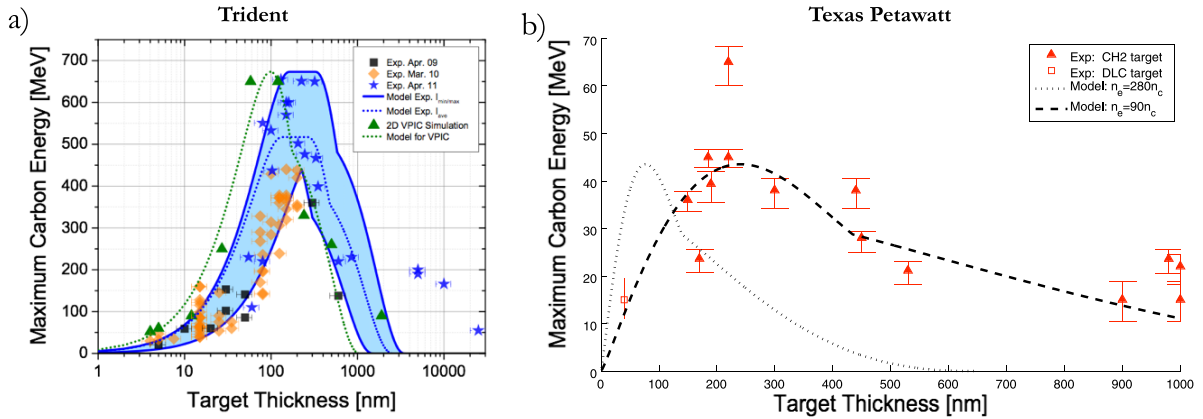 Trident
a)
Maximum Carbon Energy [MeV]
700
600
500
400
300
200
100
0
1
10
100
1000
10000
Target Thickness [nm]
Exp. Apr. 09
Exp. Mar. 10
Exp. Apr. 11
Model Exp. I min/max
Model Exp. I ave
2D VPIC Simulation
Model for VPIC
Texas Petawatt
b)
Maximum Carbon Energy [MeV]
70
60
50
40
30
20
10
0
0
100
200
300
400
500
600
700
800
900
1000
Target Thickness [nm]
Exp: CH2 target
Exp: DLC target
Model: ne=280nc
Model: ne=90nc